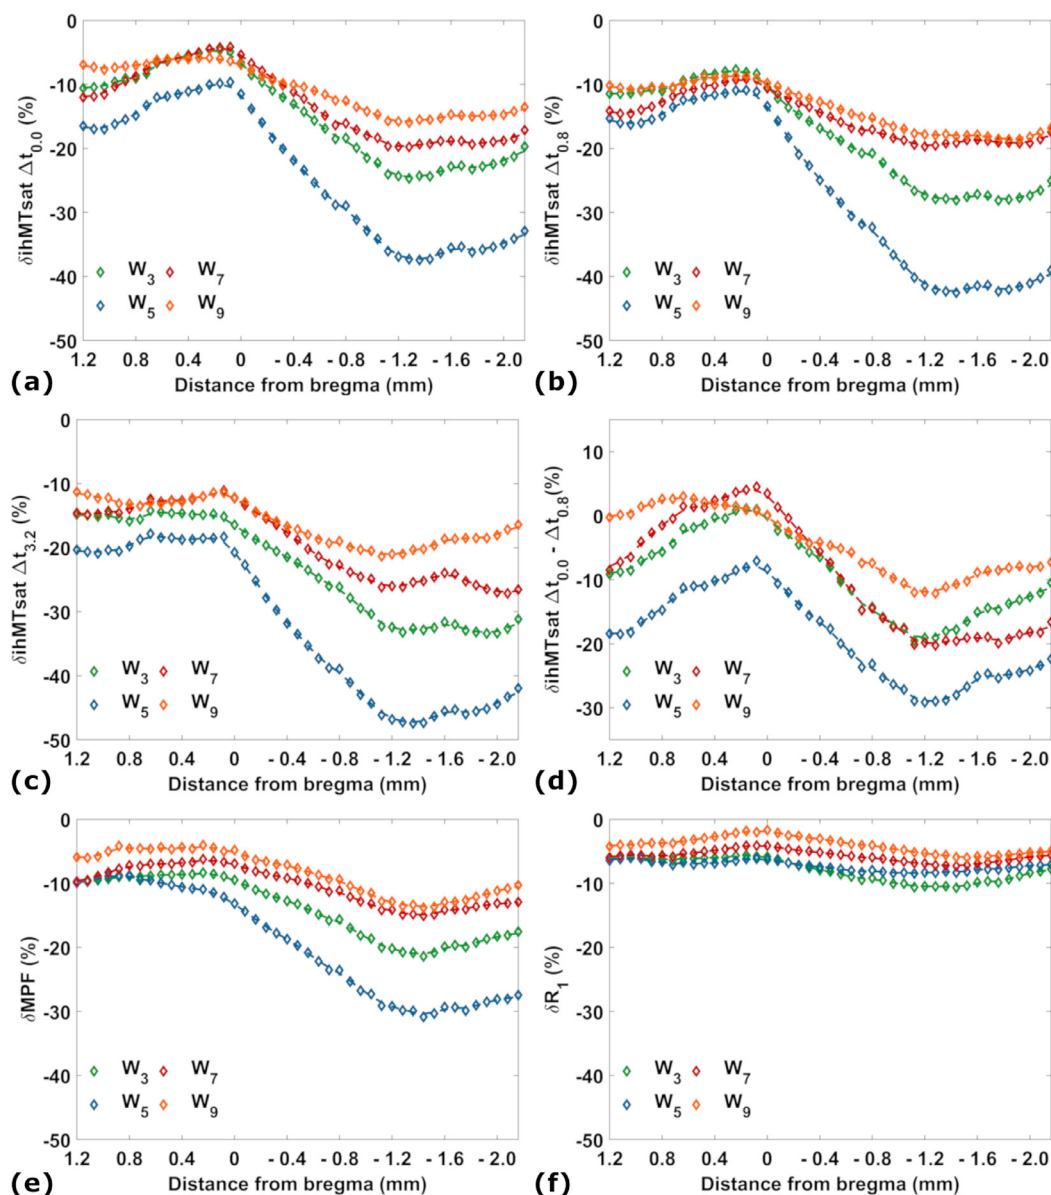 δihMTsat Δt0.0 (%)
0
-10
-20
-30
-40
-50
W3 W7
W5 W9
1.2 0.8 0.4 0 - 0.4 - 0.8 - 1.2 - 1.6 - 2.0
Distance from bregma (mm)
(a)
δihMTsat Δt0.8 (%)
0
-10
-20
-30
-40
-50
W3 W7
W5 W9
1.2 0.8 0.4 0 - 0.4 - 0.8 - 1.2 - 1.6 - 2.0
Distance from bregma (mm)
(b)
δihMTsat Δt3.2 (%)
0
-10
-20
-30
-40
-50
W3 W7
W5 W9
1.2 0.8 0.4 0 - 0.4 - 0.8 - 1.2 - 1.6 - 2.0
Distance from bregma (mm)
(c)
δihMTsat Δt0.0 - Δt0.8(%)
10
0
-10
-20
-30
W3 W7
W5 W9
1.2 0.8 0.4 0 - 0.4 - 0.8 - 1.2 - 1.6 - 2.0
Distance from bregma (mm)
(d)
δMPF (%)
0
-10
-20
-30
-40
-50
W3 W7
W5 W9
1.2 0.8 0.4 0 - 0.4 - 0.8 - 1.2 - 1.6 - 2.0
Distance from bregma (mm)
(e)
δR1 (%)
0
-10
-20
-30
-40
-50
W3 W7
W5 W9
1.2 0.8 0.4 0 - 0.4 - 0.8 - 1.2 - 1.6 - 2.0
Distance from bregma (mm)
(f)